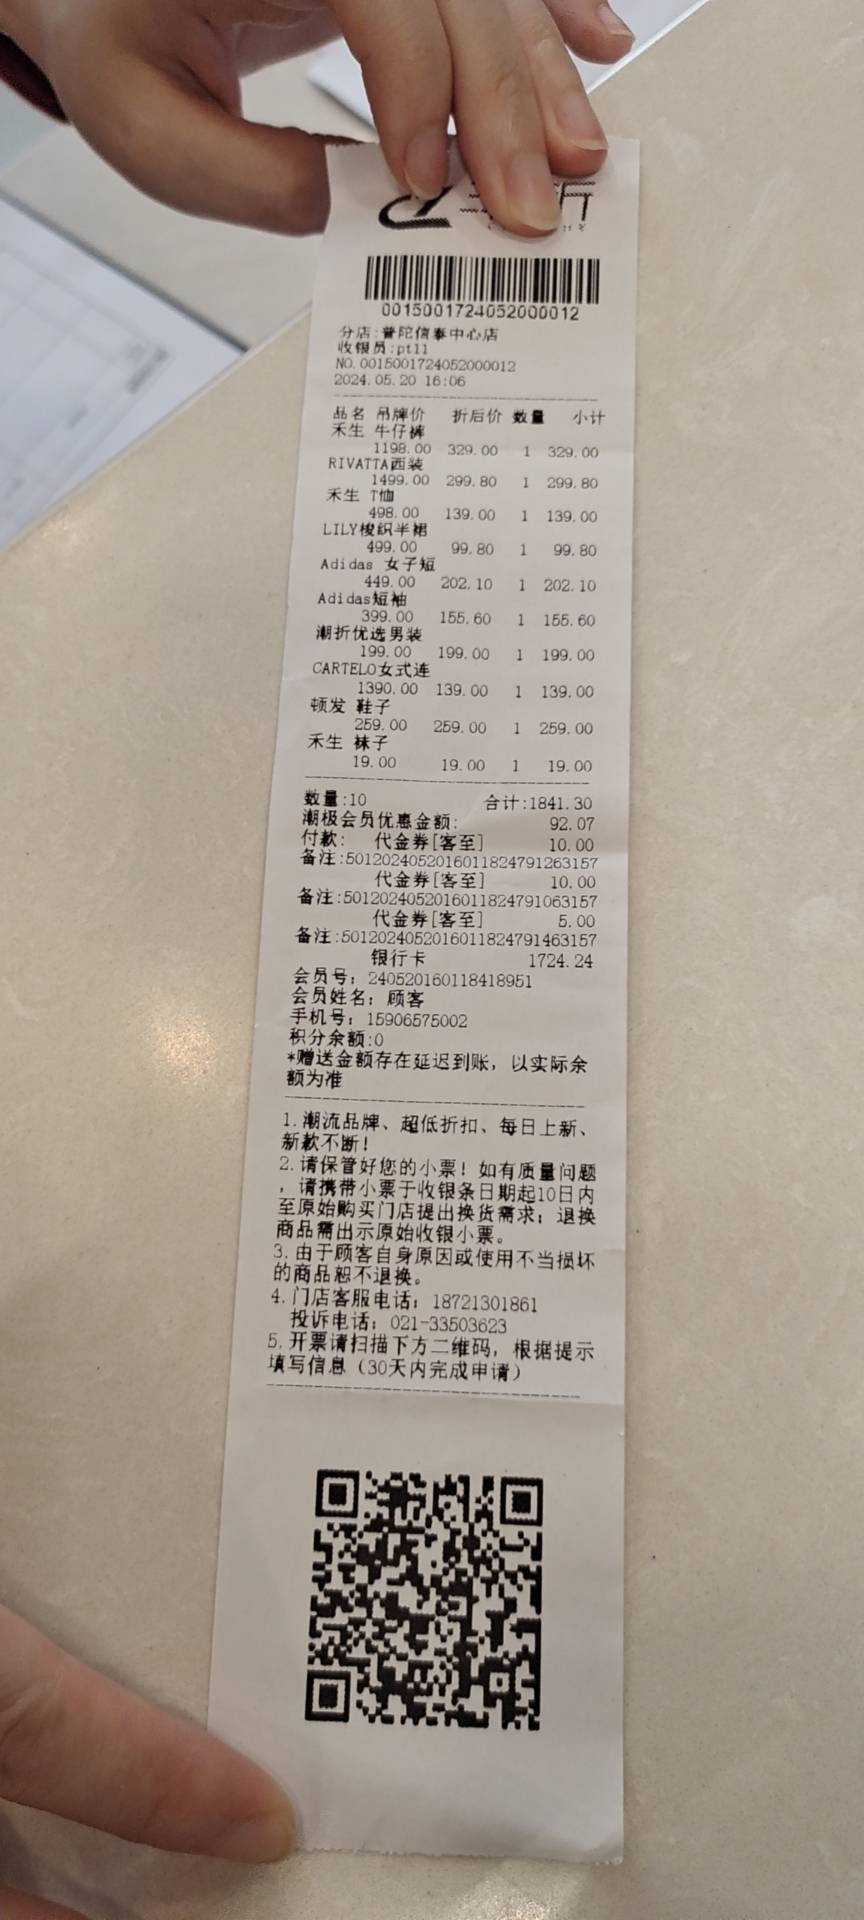 0015001724052000012
分店:普陀信泰中心店
收银员:pt11
NO.0015001724052000012
2024.05.20 16:06
品名 吊牌价 折后价 数量 小计
禾生 牛仔裤
1198.00 329.00 1 329.00
RIVATTA西装
1499.00 299.80 1 299.80
禾生 T恤
498.00 139.00 1 139.00
LILY梭织半裙
499.00 99.80 1 99.80
Adidas 女子短
449.00 202.10 1 202.10
Adidas短袖
399.00 155.60 1 155.60
潮折优选男装
199.00 199.00 1 199.00
CARTELO女式连
1390.00 139.00 1 139.00
顿发 鞋子
259.00 259.00 1 259.00
禾生 袜子
19.00 19.00 1 19.00
数量:10 合计:1841.30
潮极会员优惠金额: 92.07
付款: 代金券[客至] 10.00
备注:50120240520160118247912​63157
代金券[客至] 10.00
备注:5012024052016011824791063157
代金券[客至] 5.00
备注:5012024052016011824791463157
银行卡 1724.24
会员号: 240520160118418951
会员姓名: 顾客
手机号: 15906575002
积分余额:0
*赠送金额存在延迟到账, 以实际余
额为准
1.潮流品牌、超低折扣、每日上新、
新款不断!
2.请保管好您的小票! 如有质量问题
, 请携带小票于收银条日期起10日内
至原始购买门店提出换货需求; 退换
商品需出示原始收银小票。
3.由于顾客自身原因或使用不当损坏
的商品恕不退换。
4.门店客服电话: 18721301861
投诉电话: 021-33503623
5.开票请扫描下方二维码, 根据提示
填写信息 (30天内完成申请)